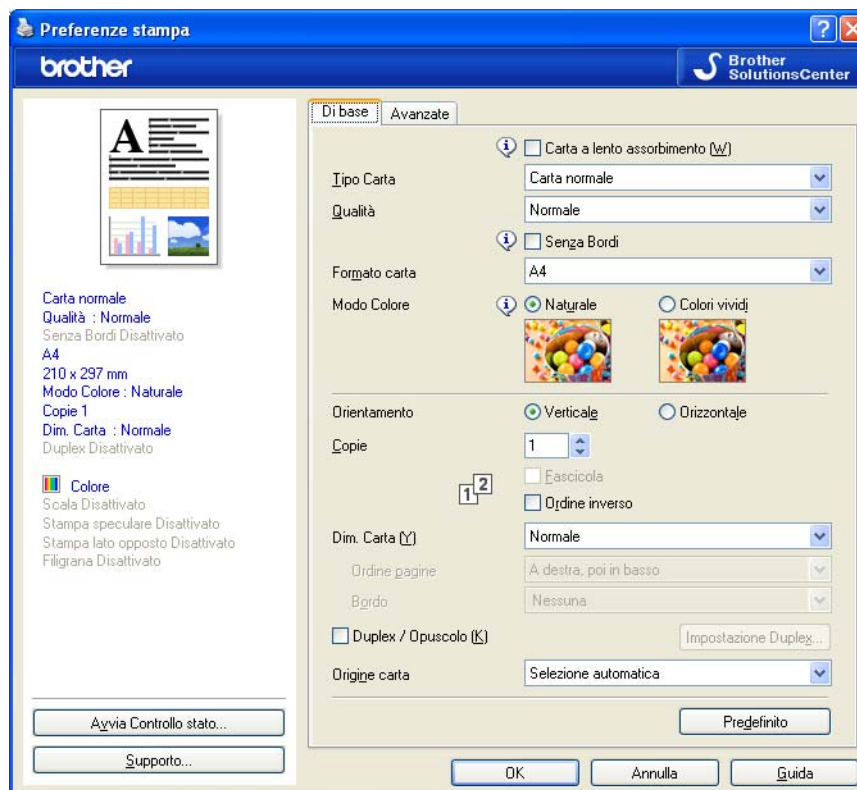 Preferenze stampa
brother
Brother
SolutionsCenter
A
Carta normale
Qualità : Normale
Senza Bordi Disattivato
A4
210 x 297 mm
Modo Colore : Naturale
Copie 1
Dim. Carta : Normale
Duplex Disattivato
Colore
Scala Disattivato
Stampa speculare Disattivato
Stampa lato opposto Disattivato
Filigrana Disattivato
Avvia Controllo stato...
Supporto...
Di base Avanzate
Carta a lento assorbimento (W)
Tipo Carta Carta normale
Qualità Normale
Senza Bordi
Formato carta A4
Modo Colore Naturale Colori vividi
Orientamento Verticale Orizzontale
Copie 1
Fascicola
12
Ordine inverso
Dim. Carta (Y) Normale
Ordine pagine A destra, poi in basso
Bordo Nessuna
Duplex / Opuscolo (K) Impostazione Duplex...
Origine carta Selezione automatica
Predefinito
OK Annulla Guida